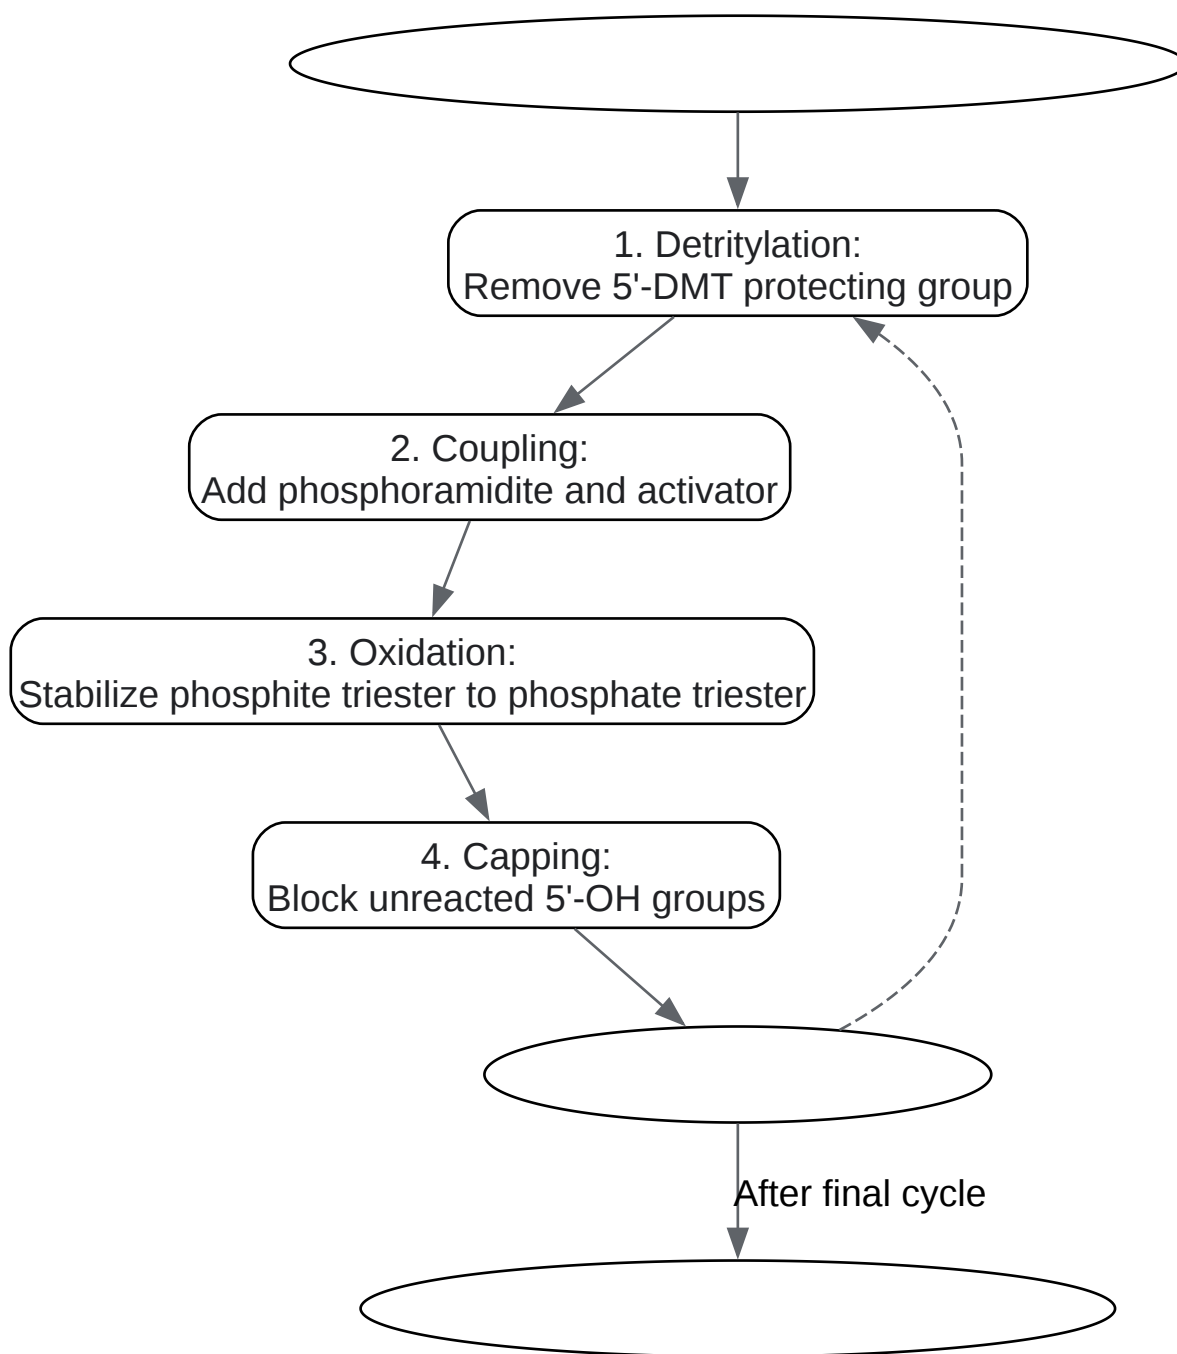 1. Detritylation:
Remove 5'-DMT protecting group
2. Coupling:
Add phosphoramidite and activator
3. Oxidation:
Stabilize phosphite triester to phosphate triester
4. Capping:
Block unreacted 5'-OH groups
After final cycle